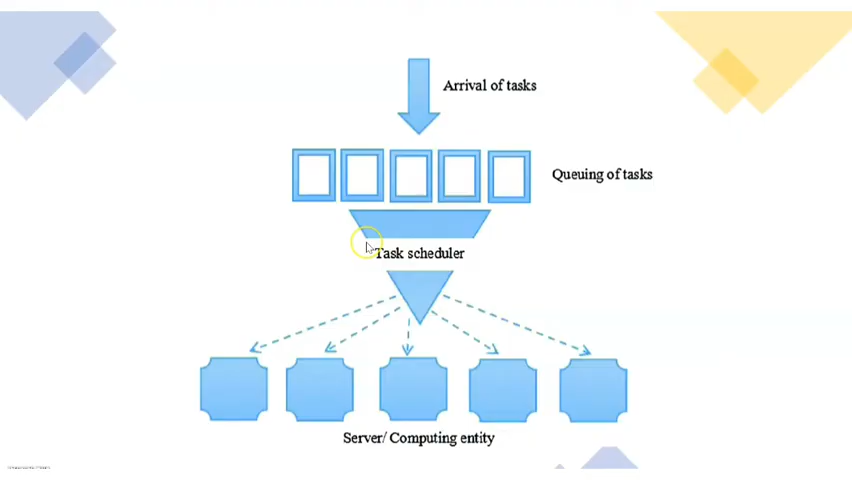 Arrival of tasks
Queuing of tasks
Task scheduler
Server/ Computing entity